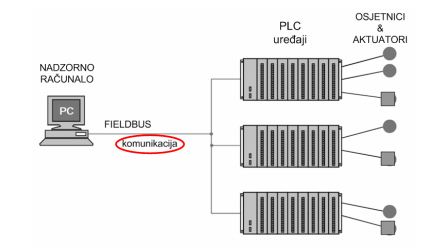 OSJETNICI
&
AKTUATORI
PLC
uređaji
NADZORNO
RAČUNALO
PC
FIELDBUS
komunikacija